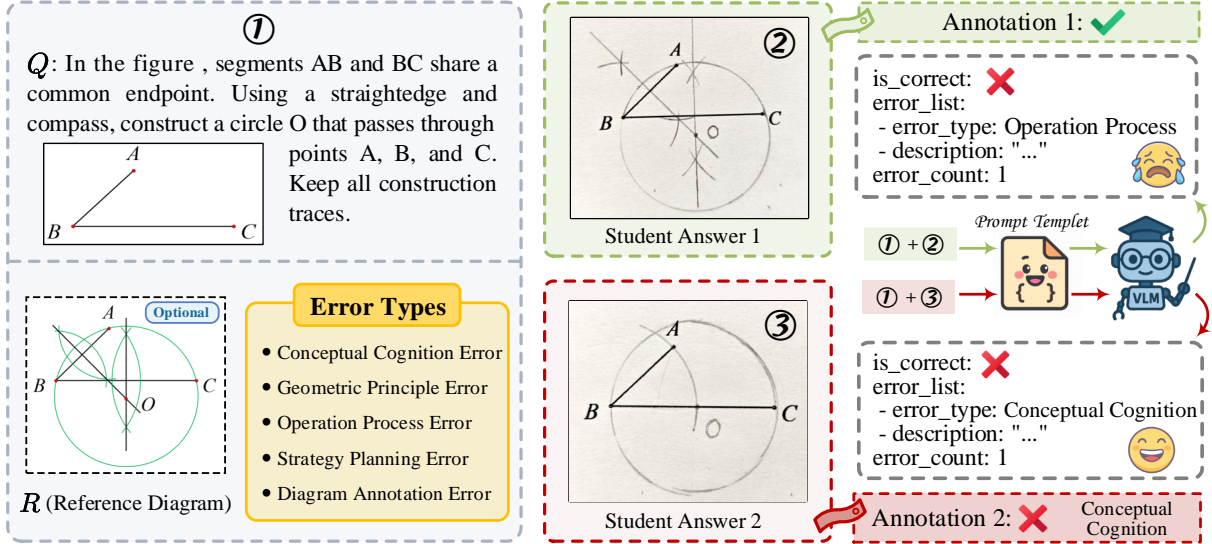 ①
Q: In the figure , segments AB and BC share a
common endpoint. Using a straightedge and
compass, construct a circle O that passes through
points A, B, and C.
Keep all construction
traces.
A
B
C
Optional
A
B
C
O
R (Reference Diagram)
Error Types
• Conceptual Cognition Error
• Geometric Principle Error
• Operation Process Error
• Strategy Planning Error
• Diagram Annotation Error
②
A
B
C
O
Student Answer 1
③
A
B
C
O
Student Answer 2
Annotation 1:
is_correct:
error_list:
- error_type: Operation Process
- description: "..."
error_count: 1
Prompt Templet
① + ②
① + ③
{ }
VLM
is_correct:
error_list:
- error_type: Conceptual Cognition
- description: "..."
error_count: 1
Annotation 2:
Conceptual
Cognition